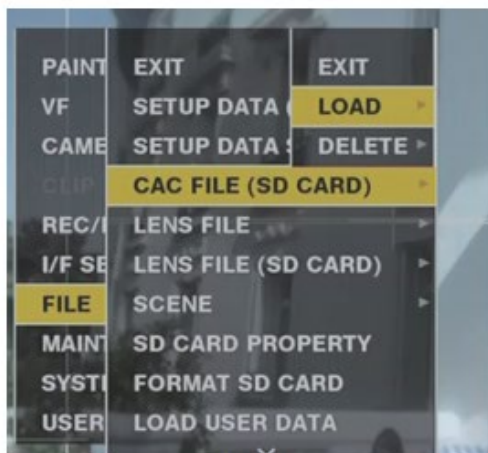 PAINT
VF
CAME
CLIP
REC/
I/F SE
FILE
MAINT
SYSTE
USER
EXIT
SETUP DATA (
SETUP DATA S
CAC FILE (SD CARD)
LENS FILE
LENS FILE (SD CARD)
SCENE
SD CARD PROPERTY
FORMAT SD CARD
LOAD USER DATA
EXIT
LOAD
DELETE